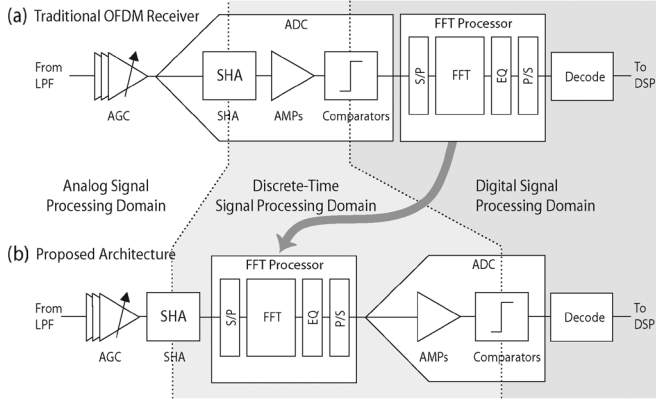 (a) Traditional OFDM Receiver
ADC
FFT Processor
From
LPF
AGC
SHA
SHA
AMPs
Comparators
S/P
FFT
EQ
P/S
Decode
To
DSP
Analog Signal
Processing Domain
Discrete-Time
Signal Processing Domain
Digital Signal
Processing Domain
(b) Proposed Architecture
FFT Processor
ADC
From
LPF
AGC
SHA
SHA
S/P
FFT
EQ
P/S
AMPs
Comparators
Decode
To
DSP